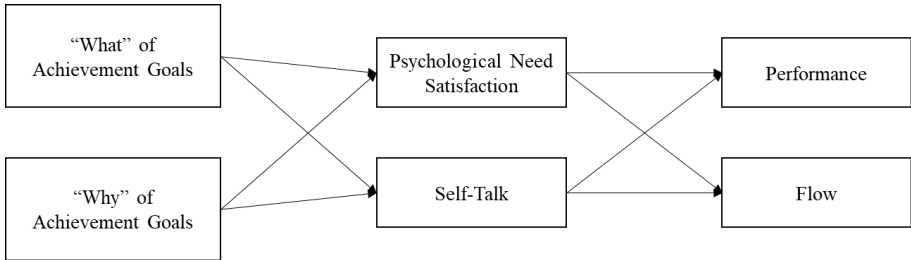 “What” of
Achievement Goals
Psychological Need
Satisfaction
Performance
“Why” of
Achievement Goals
Self-Talk
Flow